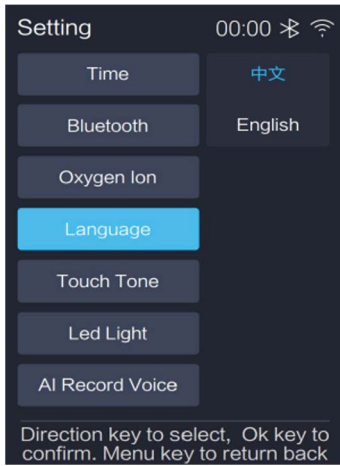 Setting 00:00
Time
中文
Bluetooth
English
Oxygen Ion
Language
Touch Tone
Led Light
AI Record Voice
Direction key to select, Ok key to
confirm. Menu key to return back